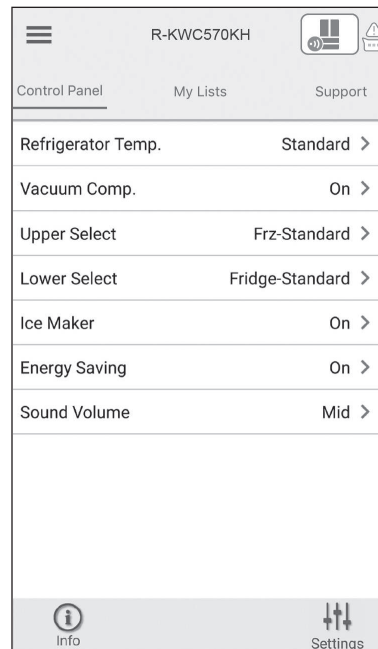 R-KWC570KH
Control Panel My Lists Support
Refrigerator Temp. Standard >
Vacuum Comp. On >
Upper Select Frz-Standard >
Lower Select Fridge-Standard >
Ice Maker On >
Energy Saving On >
Sound Volume Mid >
Info Settings